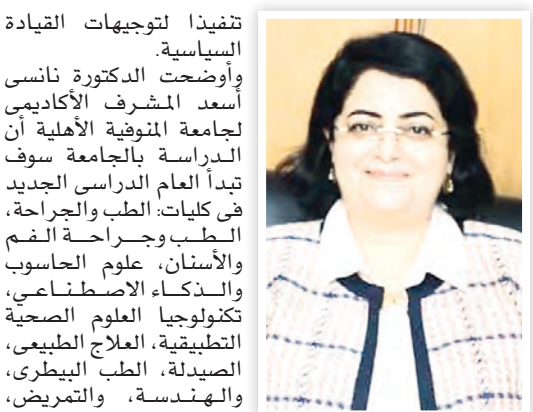 تنفيذا لتوجيهات القيادة
السياسية.
وأوضحت الدكتورة نانسى
أسعد المشرف الأكاديمى
لجامعة المنوفية الأهلية أن
الدراسة بالجامعة سوف
تبدأ العام الدراسى الجديد
فى كليات: الطب والجراحة،
الطب وجراحة الفم
والأسنان، علوم الحاسوب
والذكاء الاصطناعي،
تكنولوجيا العلوم الصحية
التطبيقية، العلاج الطبيعى،
الصيدلة، الطب البيطرى،
والهندسة، والتمريض،